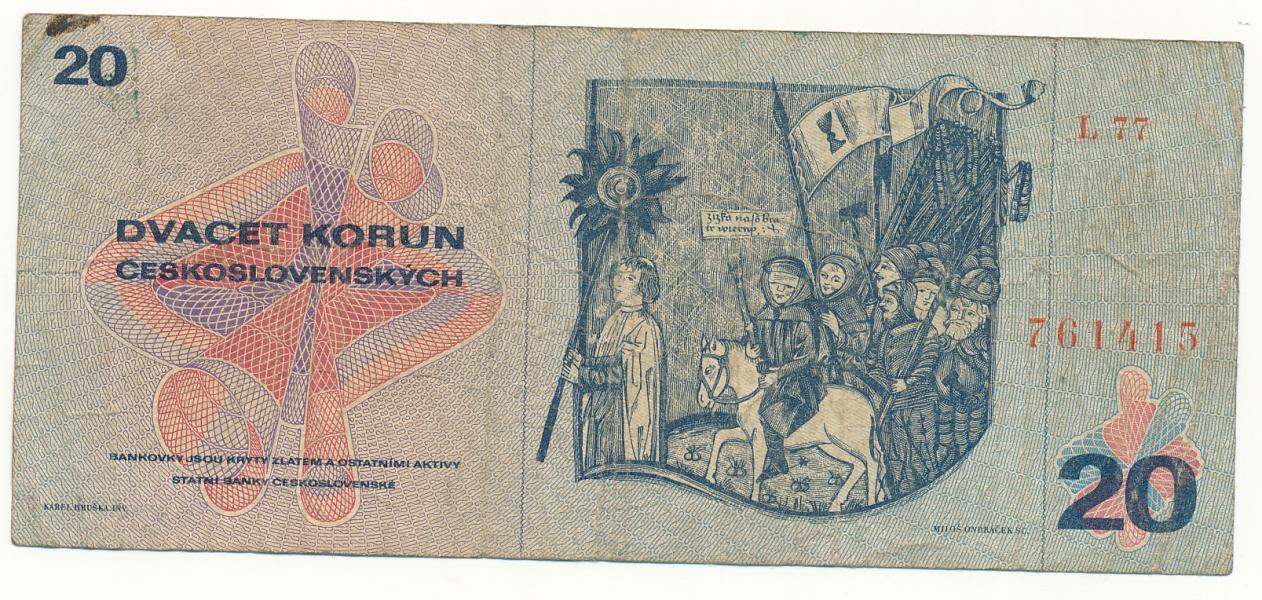 20
DVACET KORUN
ČESKOSLOVENSKÝCH
BANKOVKY JSOU KRYTY ZLATEM A OSTATNÍMI AKTIVY
STÁTNÍ BANKY ČESKOSLOVENSKÉ
KAREL HRUŠKA INV.
L 77
761415
20
MILOŠ ONDRÁČEK SC.